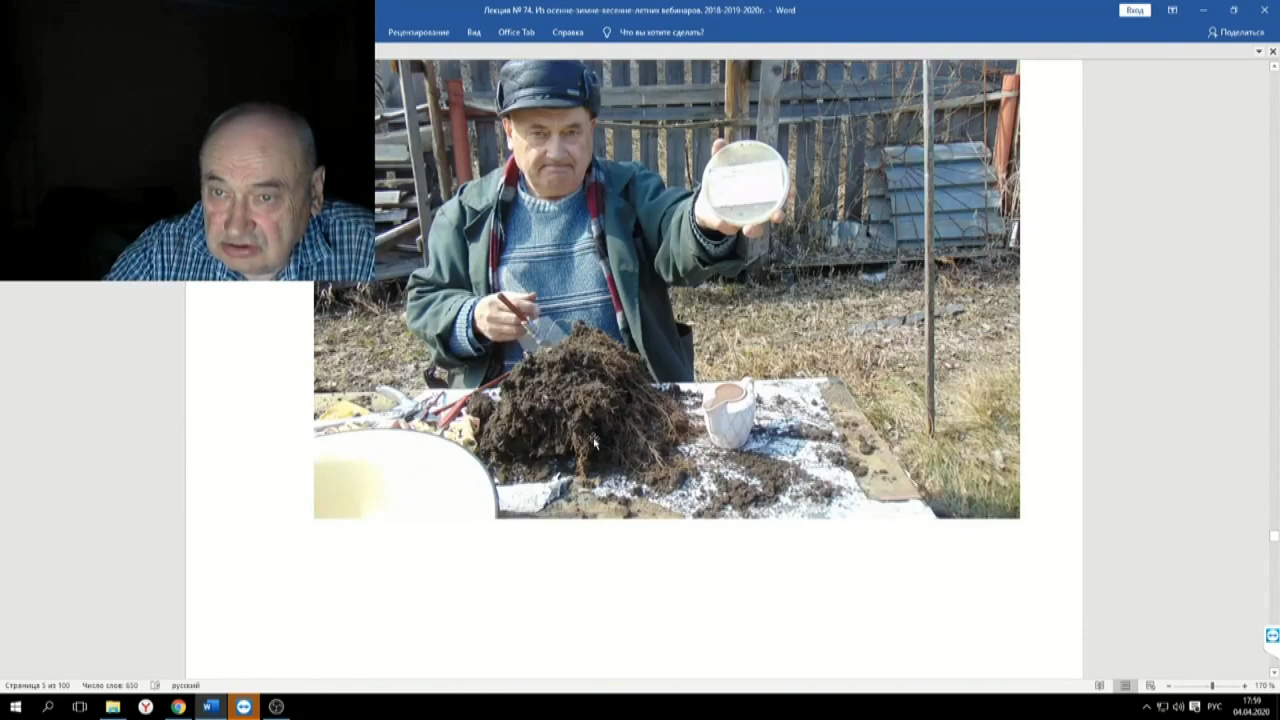 Лекция № 74. Из осенне-зимне-весенне-летних вебинаров. 2018-2019-2020г. - Word
Вход
Рецензирование Вид Office Tab Справка Что вы хотите сделать? Поделиться
Страница 5 из 100 Число слов: 650 русский
170 %
W
РУС
17:59
04.04.2020